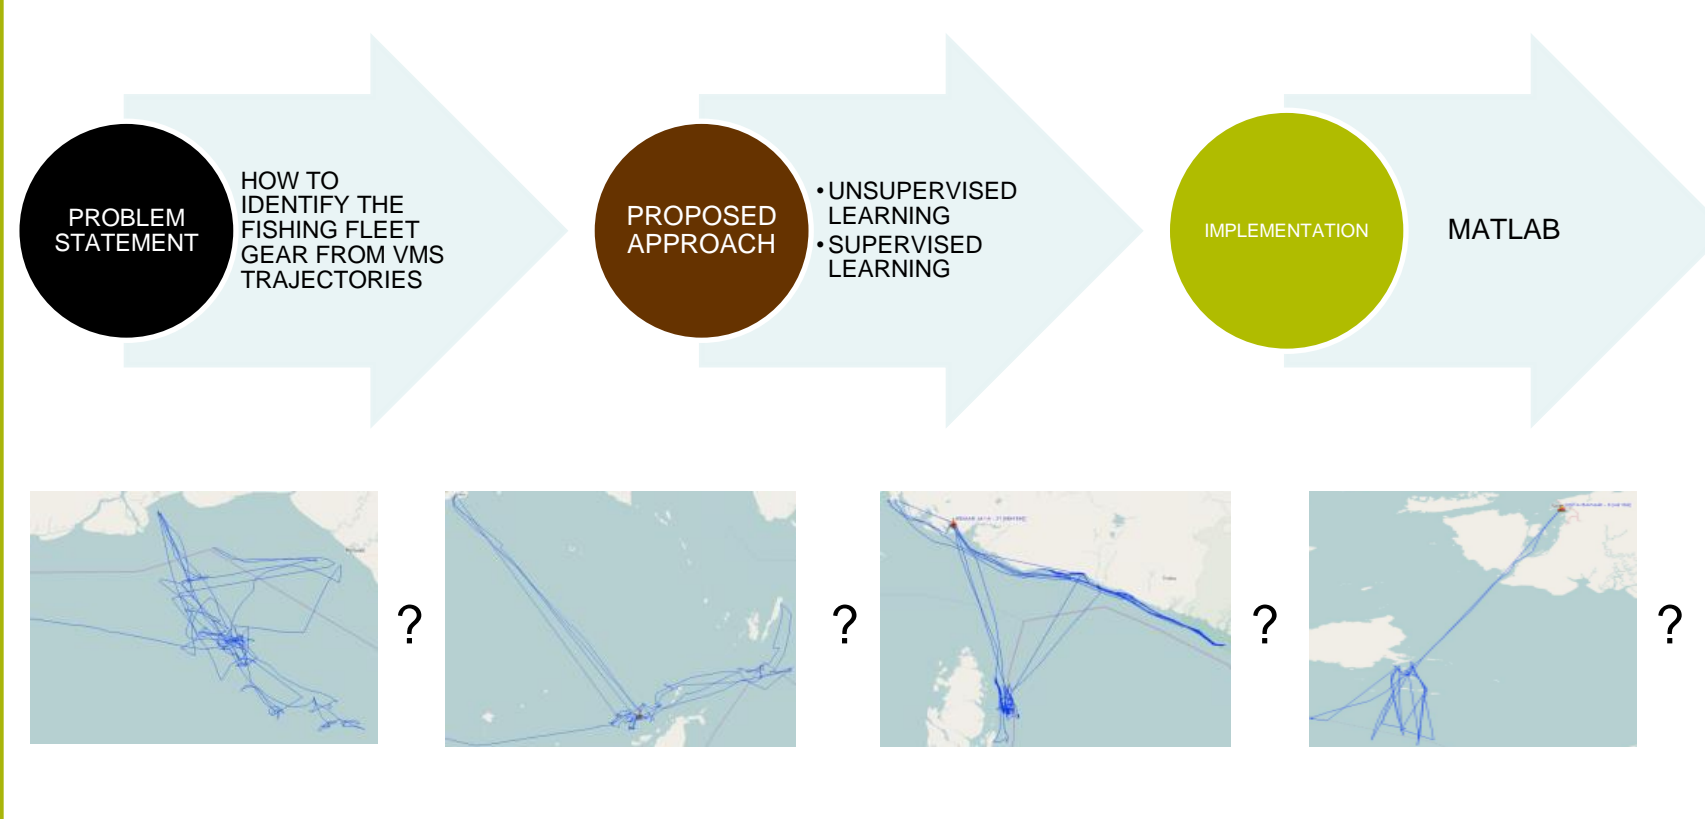 PROBLEM
STATEMENT
HOW TO
IDENTIFY THE
FISHING FLEET
GEAR FROM VMS
TRAJECTORIES
PROPOSED
APPROACH
•UNSUPERVISED
LEARNING
•SUPERVISED
LEARNING
IMPLEMENTATION
MATLAB
?
?
?
?